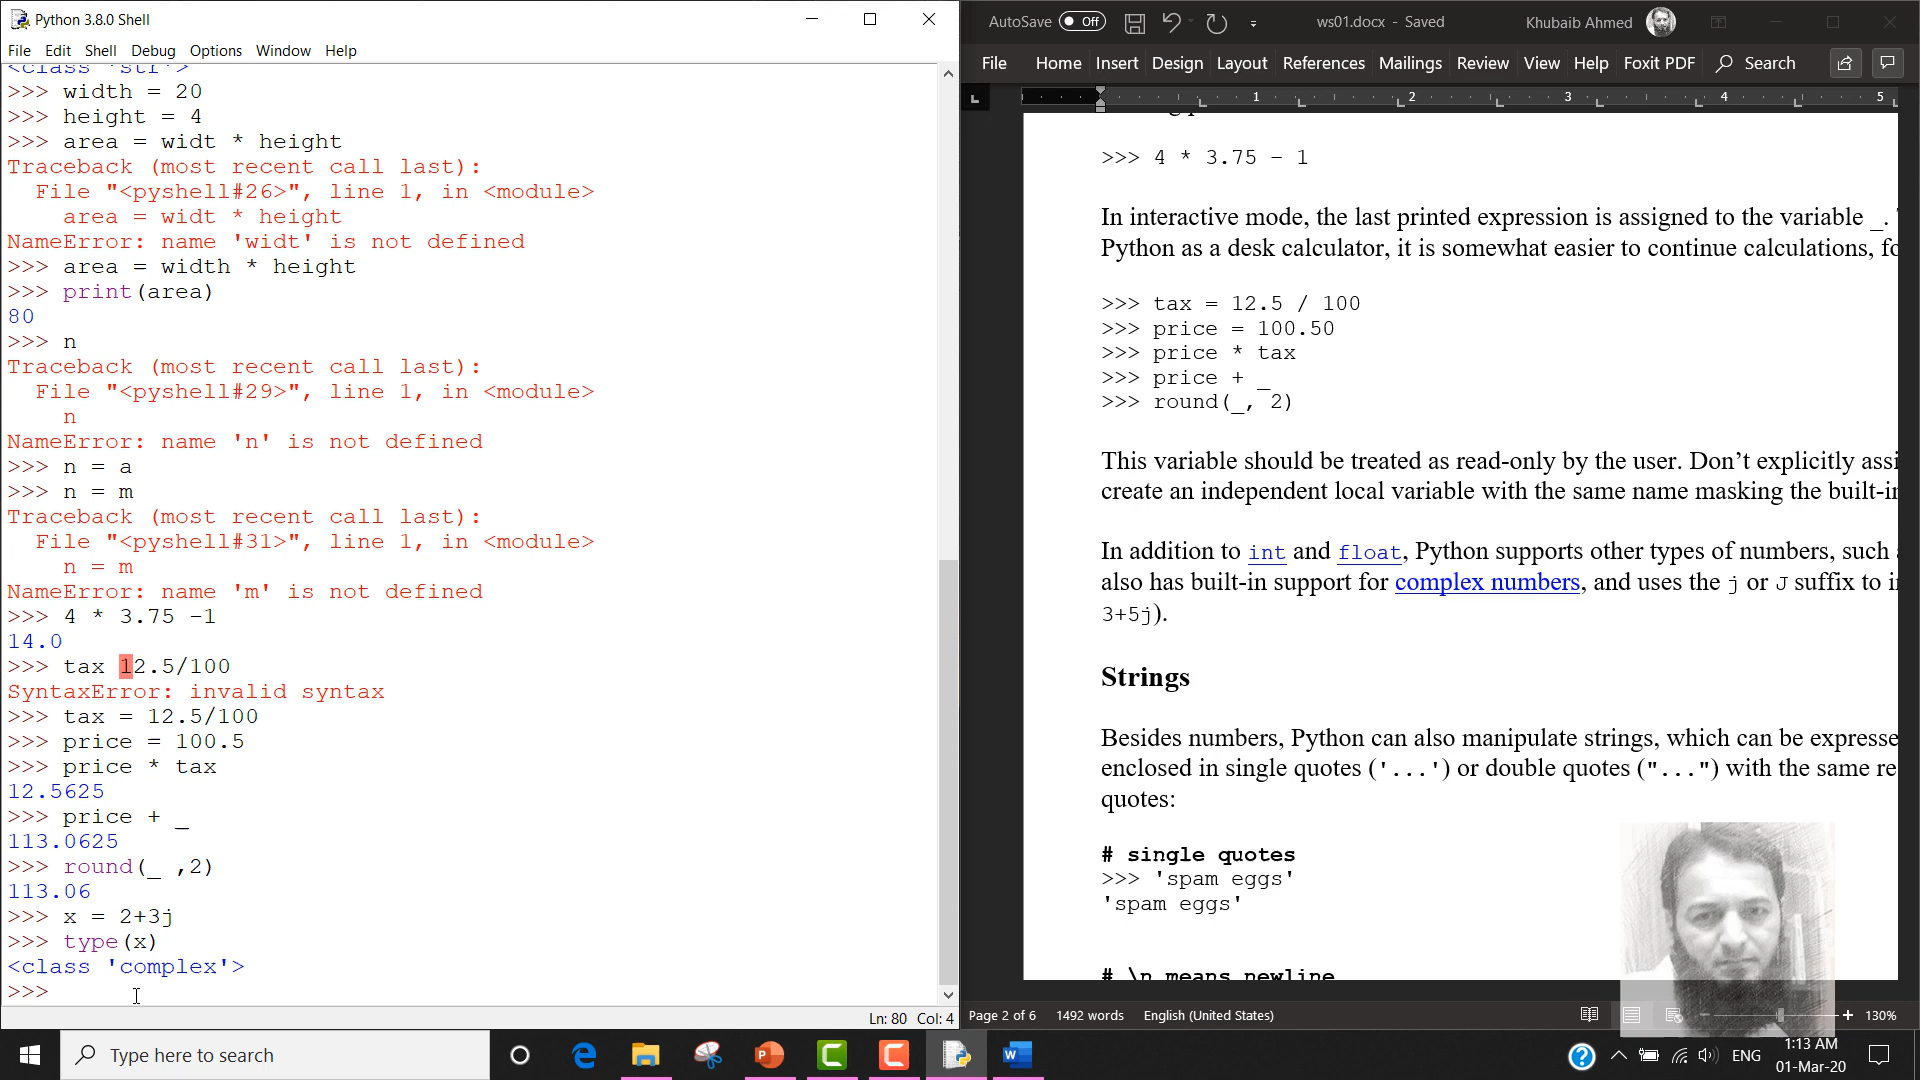 Python 3.8.0 Shell
File Edit Shell Debug Options Window Help
<class 'str'>
>>> width = 20
>>> height = 4
>>> area = widt * height
Traceback (most recent call last):
  File "<pyshell#26>", line 1, in <module>
    area = widt * height
NameError: name 'widt' is not defined
>>> area = width * height
>>> print(area)
80
>>> n
Traceback (most recent call last):
  File "<pyshell#29>", line 1, in <module>
    n
NameError: name 'n' is not defined
>>> n = a
>>> n = m
Traceback (most recent call last):
  File "<pyshell#31>", line 1, in <module>
    n = m
NameError: name 'm' is not defined
>>> 4 * 3.75 -1
14.0
>>> tax 12.5/100
SyntaxError: invalid syntax
>>> tax = 12.5/100
>>> price = 100.5
>>> price * tax
12.5625
>>> price + _
113.0625
>>> round(_ ,2)
113.06
>>> x = 2+3j
>>> type(x)
<class 'complex'>
>>>
Ln: 80 Col: 4
AutoSave Off ws01.docx - Saved Khubaib Ahmed
File Home Insert Design Layout References Mailings Review View Help Foxit PDF Search
1 2 3 4 5
>>> 4 * 3.75 – 1
In interactive mode, the last printed expression is assigned to the variable _.
Python as a desk calculator, it is somewhat easier to continue calculations,
>>> tax = 12.5 / 100
>>> price = 100.50
>>> price * tax
>>> price + _
>>> round(_, 2)
This variable should be treated as read-only by the user. Don’t explicitly
create an independent local variable with the same name masking the
In addition to int and float, Python supports other types of numbers, such
also has built-in support for complex numbers, and uses the j or J suffix to
3+5j).
Strings
Besides numbers, Python can also manipulate strings, which can be
enclosed in single quotes ('...') or double quotes ("...") with the same
quotes:
# single quotes
>>> 'spam eggs'
'spam eggs'
# \n means newline
Page 2 of 6 1492 words English (United States) 130%
Type here to search
ENG
1:13 AM
01-Mar-20